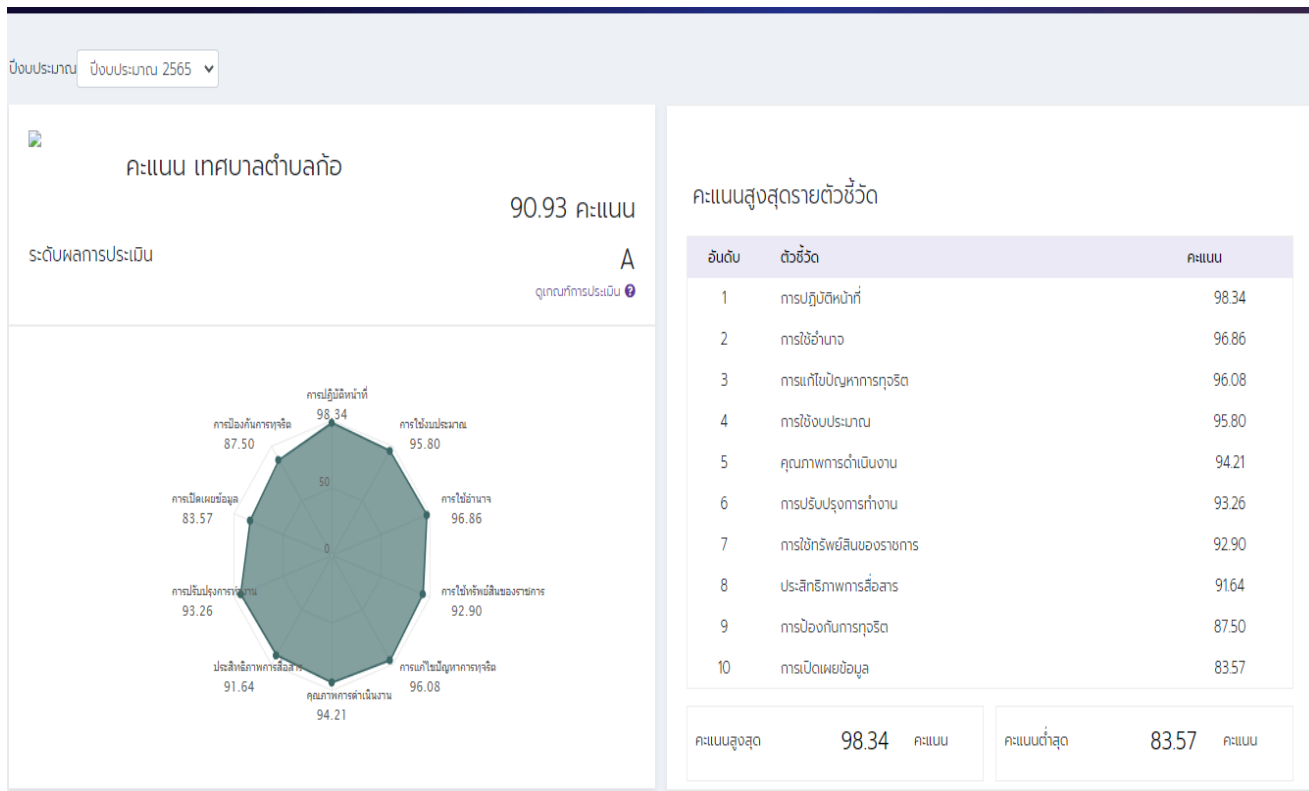 ปีงบประมาณ ปีงบประมาณ 2565
คะแนน เทศบาลตำบลก้อ
90.93 คะแนน
ระดับผลการประเมิน A
ดูเกณฑ์การประเมิน ?
การปฏิบัติหน้าที่
98.34
การใช้งบประมาณ
95.80
การใช้อำนาจ
96.86
การใช้ทรัพย์สินของราชการ
92.90
การแก้ไขปัญหาการทุจริต
96.08
คุณภาพการดำเนินงาน
94.21
ประสิทธิภาพการสื่อสาร
91.64
การปรับปรุงการทำงาน
93.26
การเปิดเผยข้อมูล
83.57
การป้องกันการทุจริต
87.50
50
0
คะแนนสูงสุดรายตัวชี้วัด
อันดับ ตัวชี้วัด คะแนน
1 การปฏิบัติหน้าที่ 98.34
2 การใช้อำนาจ 96.86
3 การแก้ไขปัญหาการทุจริต 96.08
4 การใช้งบประมาณ 95.80
5 คุณภาพการดำเนินงาน 94.21
6 การปรับปรุงการทำงาน 93.26
7 การใช้ทรัพย์สินของราชการ 92.90
8 ประสิทธิภาพการสื่อสาร 91.64
9 การป้องกันการทุจริต 87.50
10 การเปิดเผยข้อมูล 83.57
คะแนนสูงสุด 98.34 คะแนน
คะแนนต่ำสุด 83.57 คะแนน